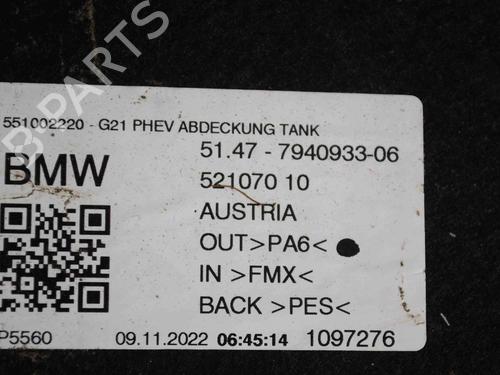 B-PARTS
551002220 - G21 PHEV ABDECKUNG TANK
BMW
51.47 - 7940933-06
521070 10
AUSTRIA
OUT >PA6<
IN >FMX<
BACK >PES<
P5560
09.11.2022 06:45:14 1097276